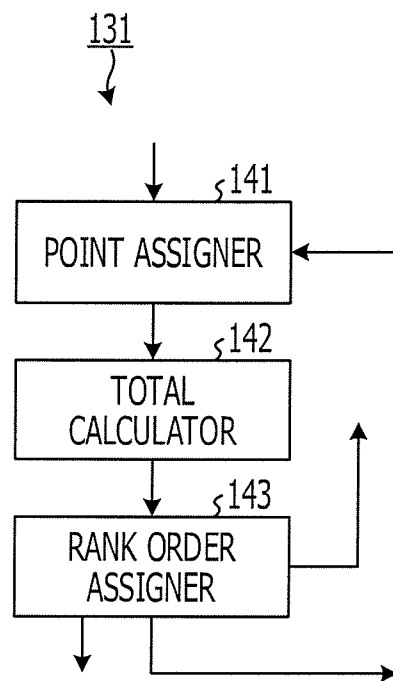 131
141
POINT ASSIGNER
142
TOTAL
CALCULATOR
143
RANK ORDER
ASSIGNER